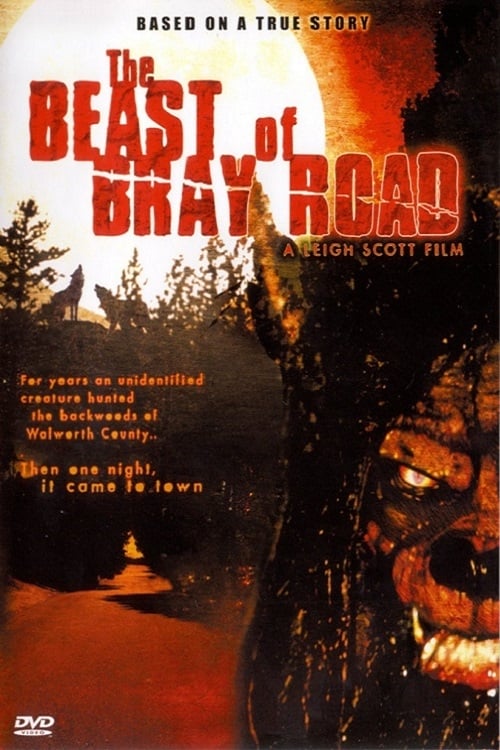 BASED ON A TRUE STORY
The
BEAST of
BRAY ROAD
A LEIGH SCOTT FILM
For years an unidentified
creature hunted
the backwoods of
Walworth County..
Then one night,
it came to town
DVD
VIDEO